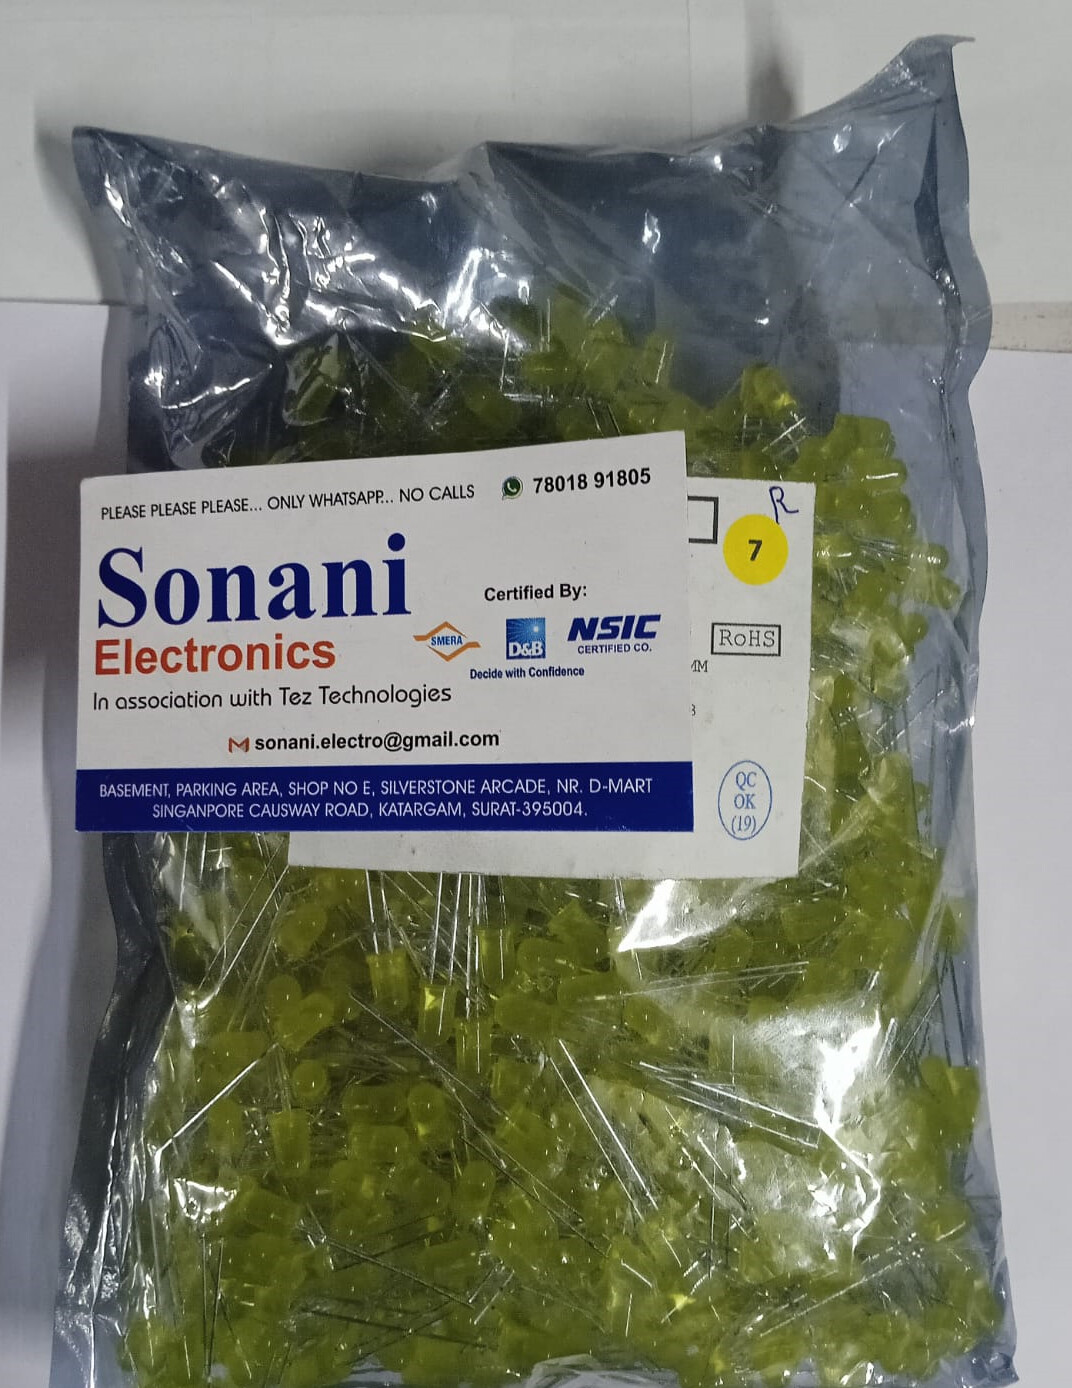 PLEASE PLEASE PLEASE... ONLY WHATSAPP... NO CALLS 78018 91805
Sonani
Electronics
In association with Tez Technologies
Certified By:
SMERA
D&B
Decide with Confidence
NSIC
CERTIFIED CO.
sonani.electro@gmail.com
BASEMENT, PARKING AREA, SHOP NO E, SILVERSTONE ARCADE, NR. D-MART
SINGANPORE CAUSWAY ROAD, KATARGAM, SURAT-395004.
R
7
RoHS
QC
OK
(19)